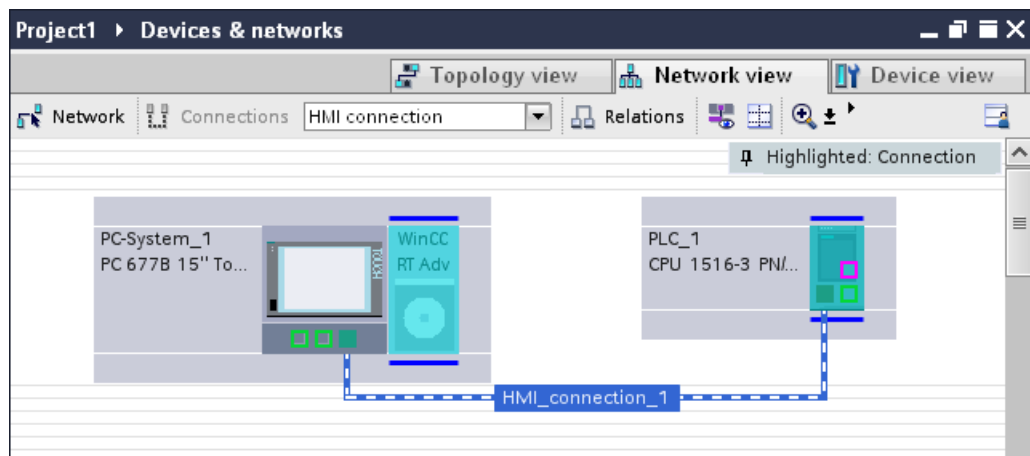 Project1 ▸ Devices & networks
Topology view
Network view
Device view
Network
Connections
HMI connection
Relations
Highlighted: Connection
PC-System_1
PC 677B 15" To...
TOUCH
WinCC
RT Adv
PLC_1
CPU 1516-3 PN/...
HMI_connection_1